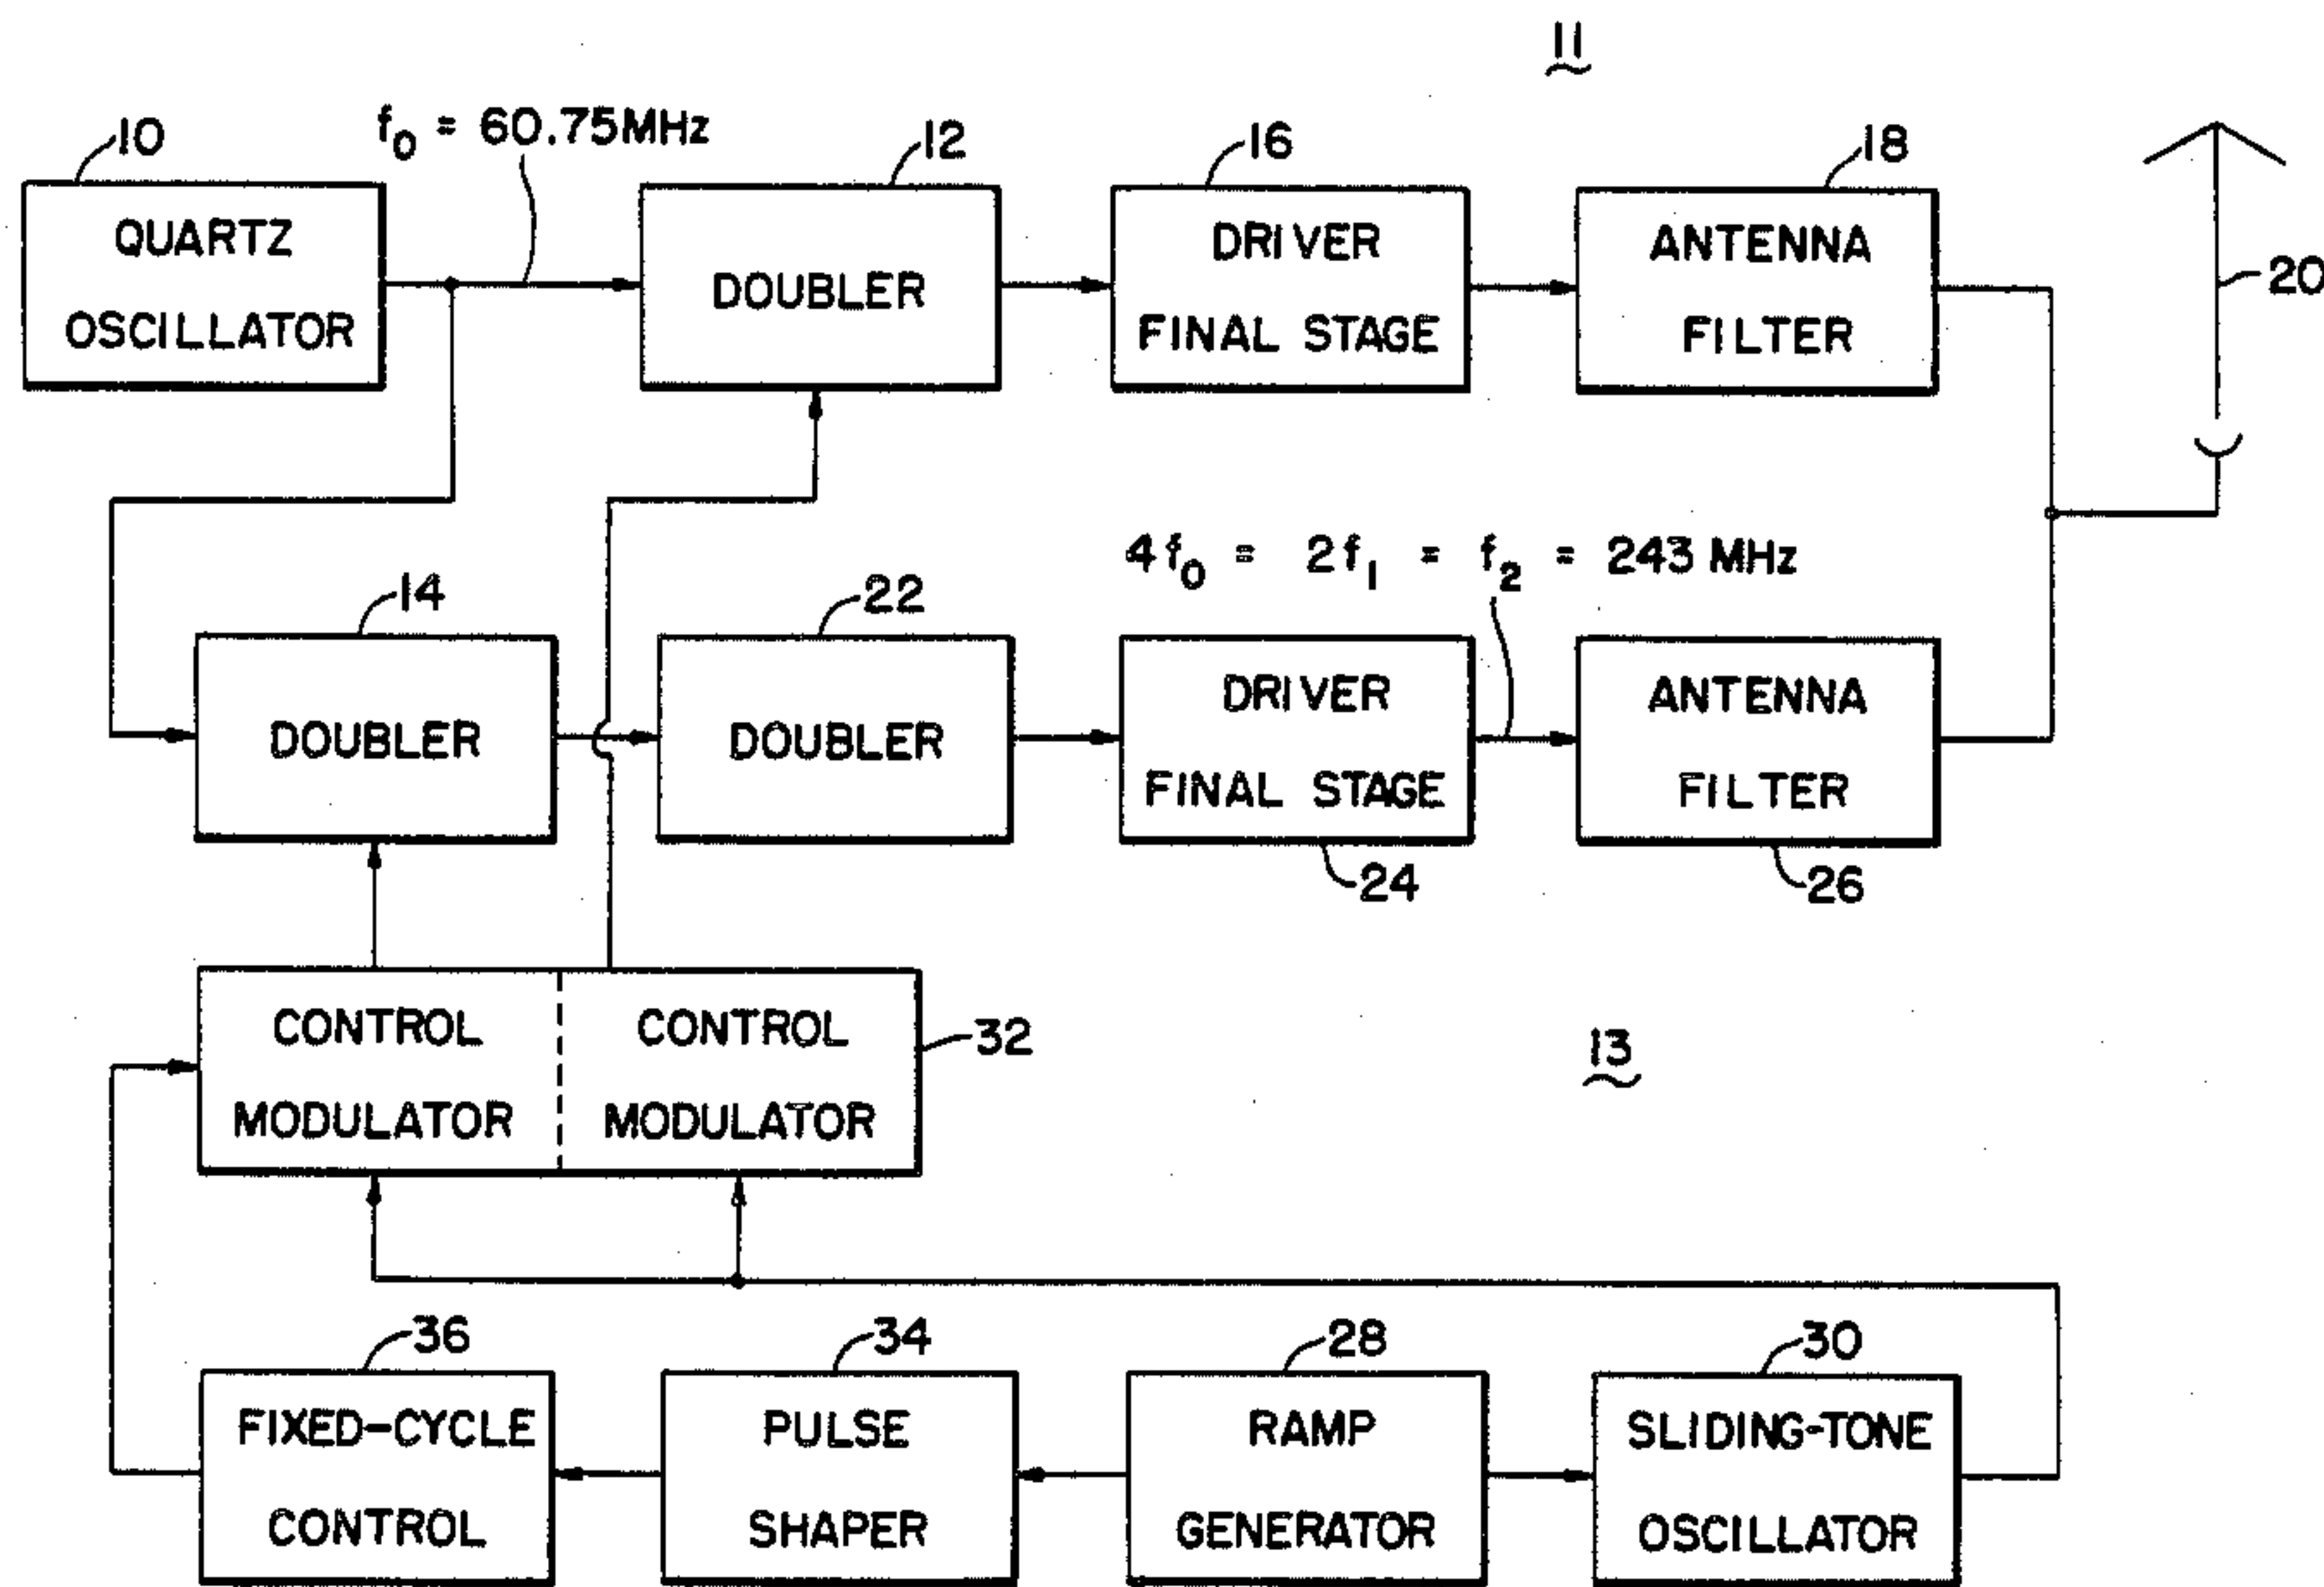 11
10
f₀ = 60.75MHz
12
16
18
QUARTZ
OSCILLATOR
DOUBLER
DRIVER
FINAL STAGE
ANTENNA
FILTER
20
4f₀ = 2f₁ = f₂ = 243 MHz
14
22
DOUBLER
DOUBLER
DRIVER
FINAL STAGE
ANTENNA
FILTER
24
26
CONTROL
MODULATOR
CONTROL
MODULATOR
32
13
36
34
28
30
FIXED-CYCLE
CONTROL
PULSE
SHAPER
RAMP
GENERATOR
SLIDING-TONE
OSCILLATOR